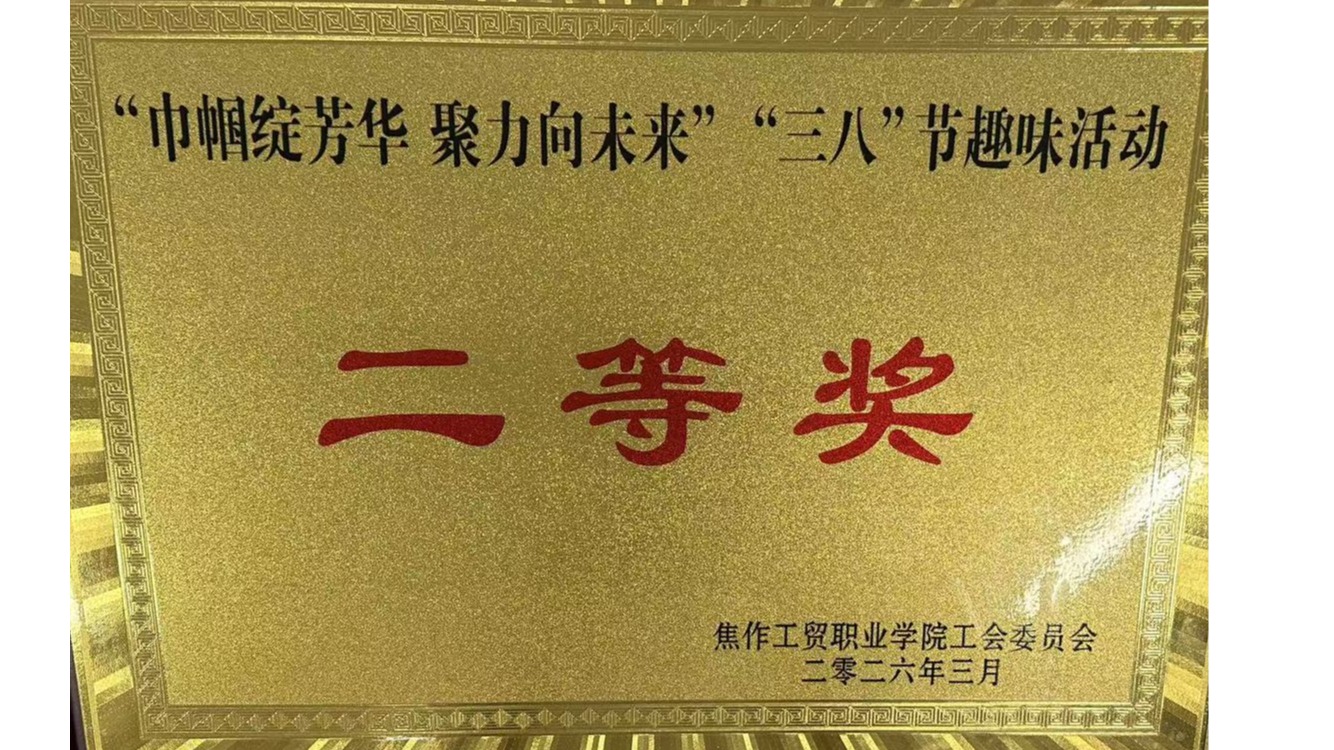 “巾帼绽芳华 聚力向未来”“三八”节趣味活动
二等奖
焦作工贸职业学院工会委员会
二零二六年三月